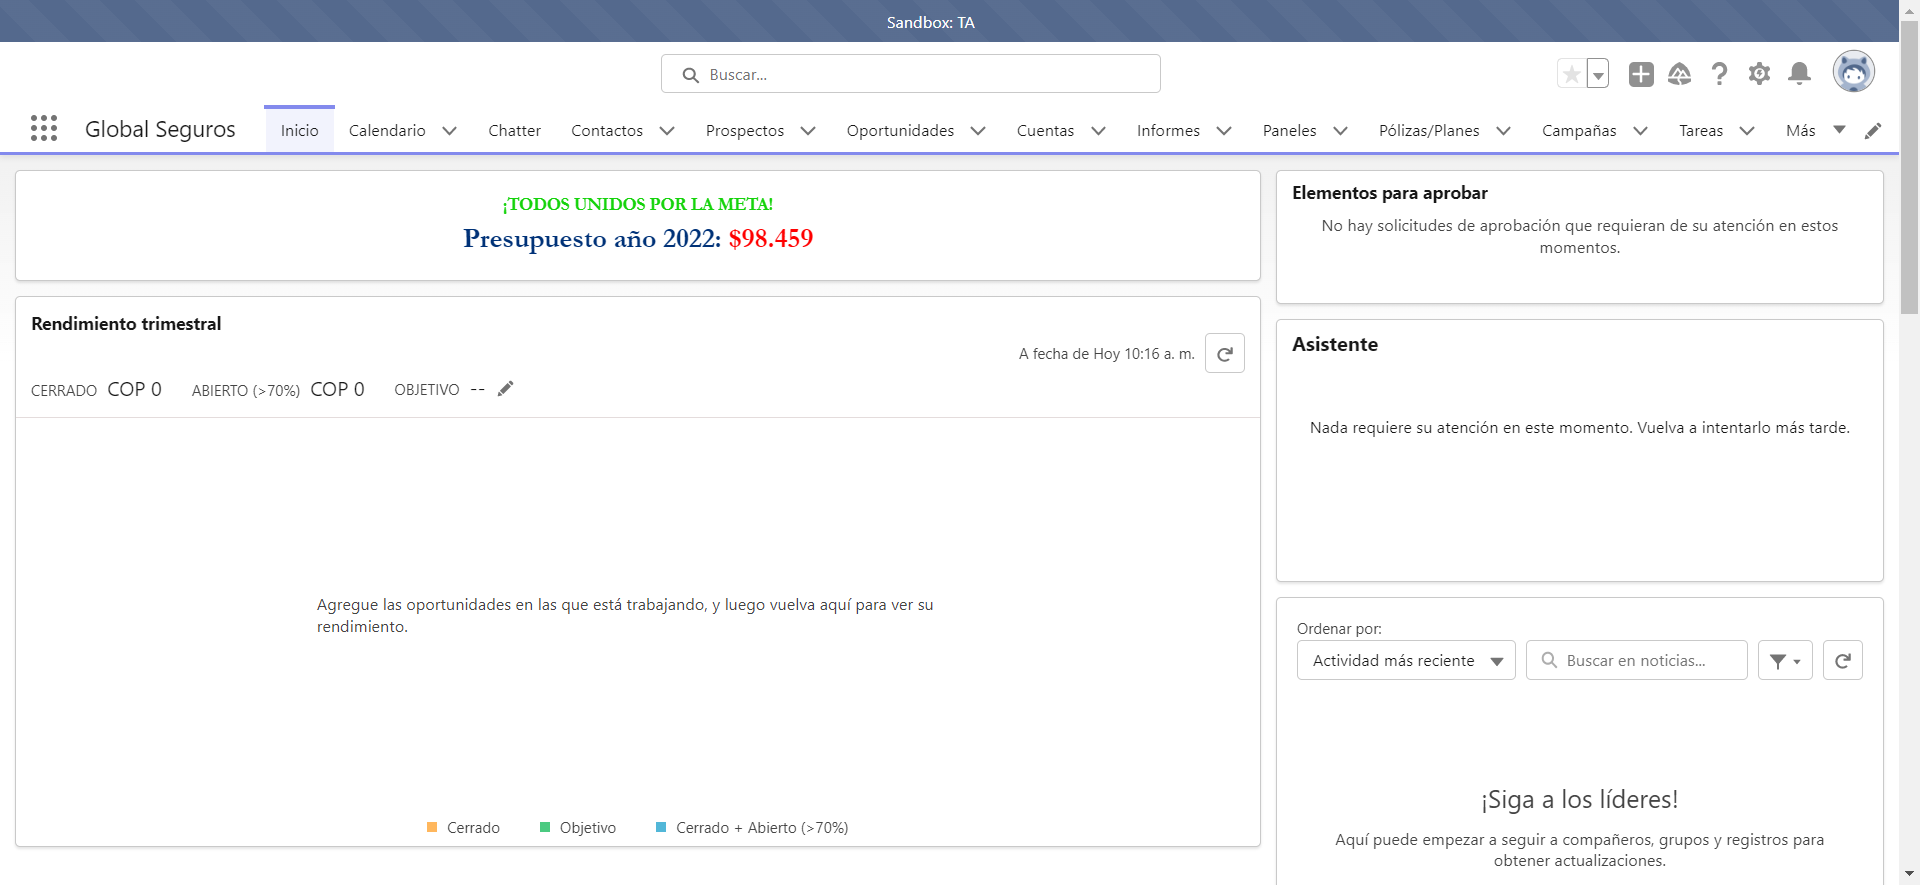 Sandbox: TA
Buscar...
Global Seguros
Inicio
Calendario
Chatter
Contactos
Prospectos
Oportunidades
Cuentas
Informes
Paneles
Pólizas/Planes
Campañas
Tareas
Más
¡TODOS UNIDOS POR LA META!
Presupuesto año 2022: $98.459
Rendimiento trimestral
A fecha de Hoy 10:16 a. m.
CERRADO COP 0 ABIERTO (>70%) COP 0 OBJETIVO --
Agregue las oportunidades en las que está trabajando, y luego vuelva aquí para ver su
rendimiento.
Cerrado
Objetivo
Cerrado + Abierto (>70%)
Elementos para aprobar
No hay solicitudes de aprobación que requieran de su atención en estos
momentos.
Asistente
Nada requiere su atención en este momento. Vuelva a intentarlo más tarde.
Ordenar por:
Actividad más reciente
Buscar en noticias...
¡Siga a los líderes!
Aquí puede empezar a seguir a compañeros, grupos y registros para
obtener actualizaciones.